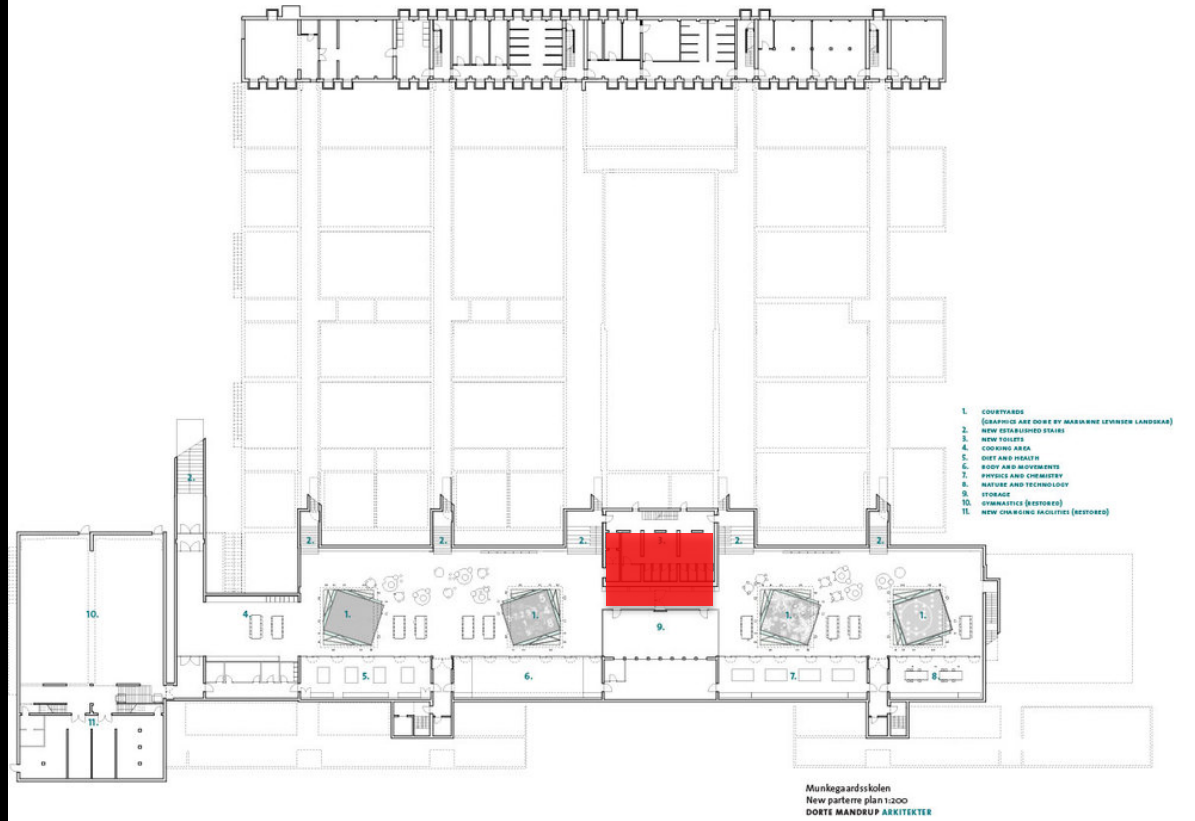 1. COURTYARDS
(GRAPHICS ARE DONE BY MARIANNE LEVINSEN LANDSKAB)
2. NEW ESTABLISHED STAIRS
3. NEW TOILETS
4. COOKING AREA
5. DIET AND HEALTH
6. BODY AND MOVEMENTS
7. PHYSICS AND CHEMISTRY
8. NATURE AND TECHNOLOGY
9. STORAGE
10. GYMNASTICS (RESTORED)
11. NEW CHANGING FACILITIES (RESTORED)
2.
2.
2.
2.
3.
2.
2.
10.
4.
1.
1.
9.
1.
1.
5.
6.
7.
8.
11.
Munkegaardsskolen
New parterre plan 1:200
DORTE MANDRUP ARKITEKTER